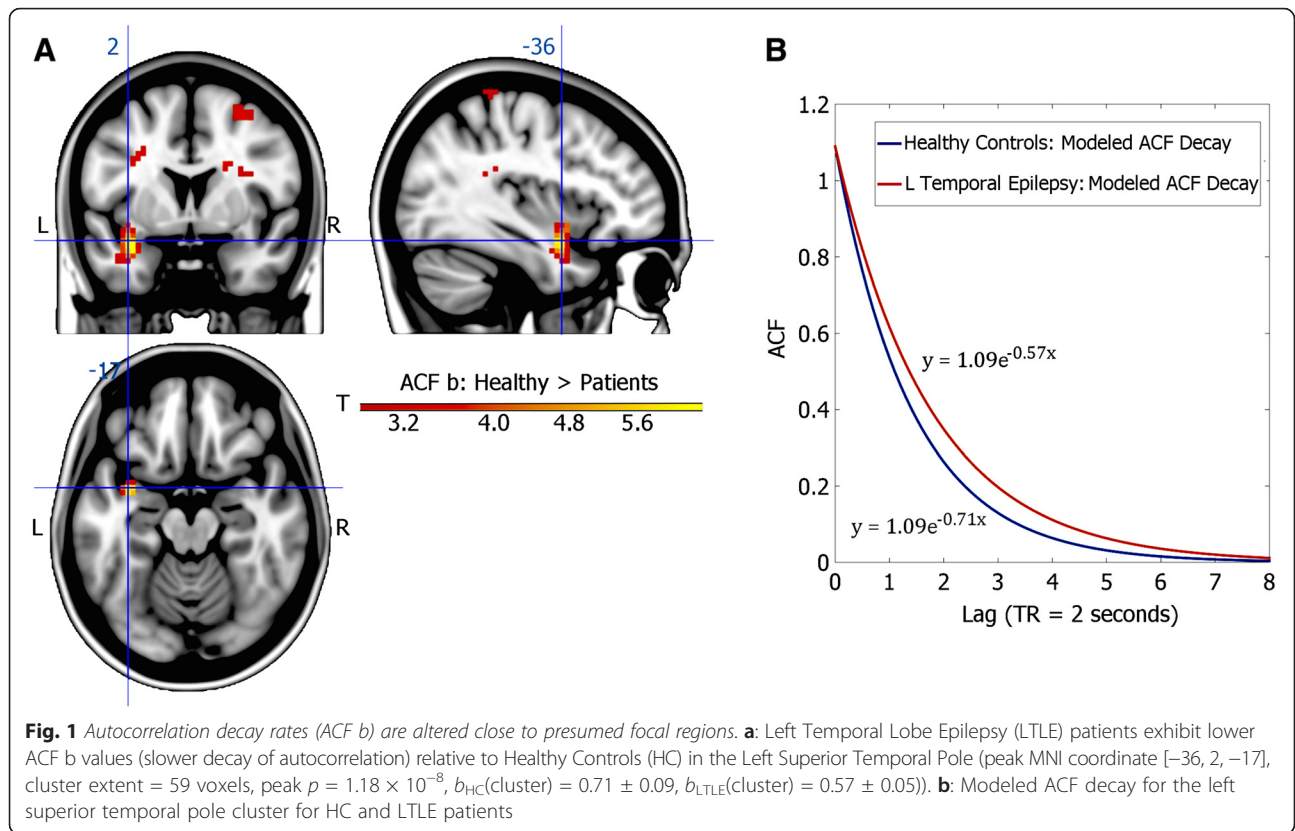 A
2
-36
L
R
-17
L
R
ACF b: Healthy > Patients
T
3.2 4.0 4.8 5.6
B
1.2
1
0.8
0.6
0.4
0.2
0
ACF
Healthy Controls: Modeled ACF Decay
L Temporal Epilepsy: Modeled ACF Decay
y = 1.09e^-0.57x
y = 1.09e^-0.71x
0 1 2 3 4 5 6 7 8
Lag (TR = 2 seconds)
Fig. 1 Autocorrelation decay rates (ACF b) are altered close to presumed focal regions. a: Left Temporal Lobe Epilepsy (LTLE) patients exhibit lower
ACF b values (slower decay of autocorrelation) relative to Healthy Controls (HC) in the Left Superior Temporal Pole (peak MNI coordinate [−36, 2, −17],
cluster extent = 59 voxels, peak p = 1.18 × 10⁻⁸, b_HC(cluster) = 0.71 ± 0.09, b_LTLE(cluster) = 0.57 ± 0.05)). b: Modeled ACF decay for the left
superior temporal pole cluster for HC and LTLE patients